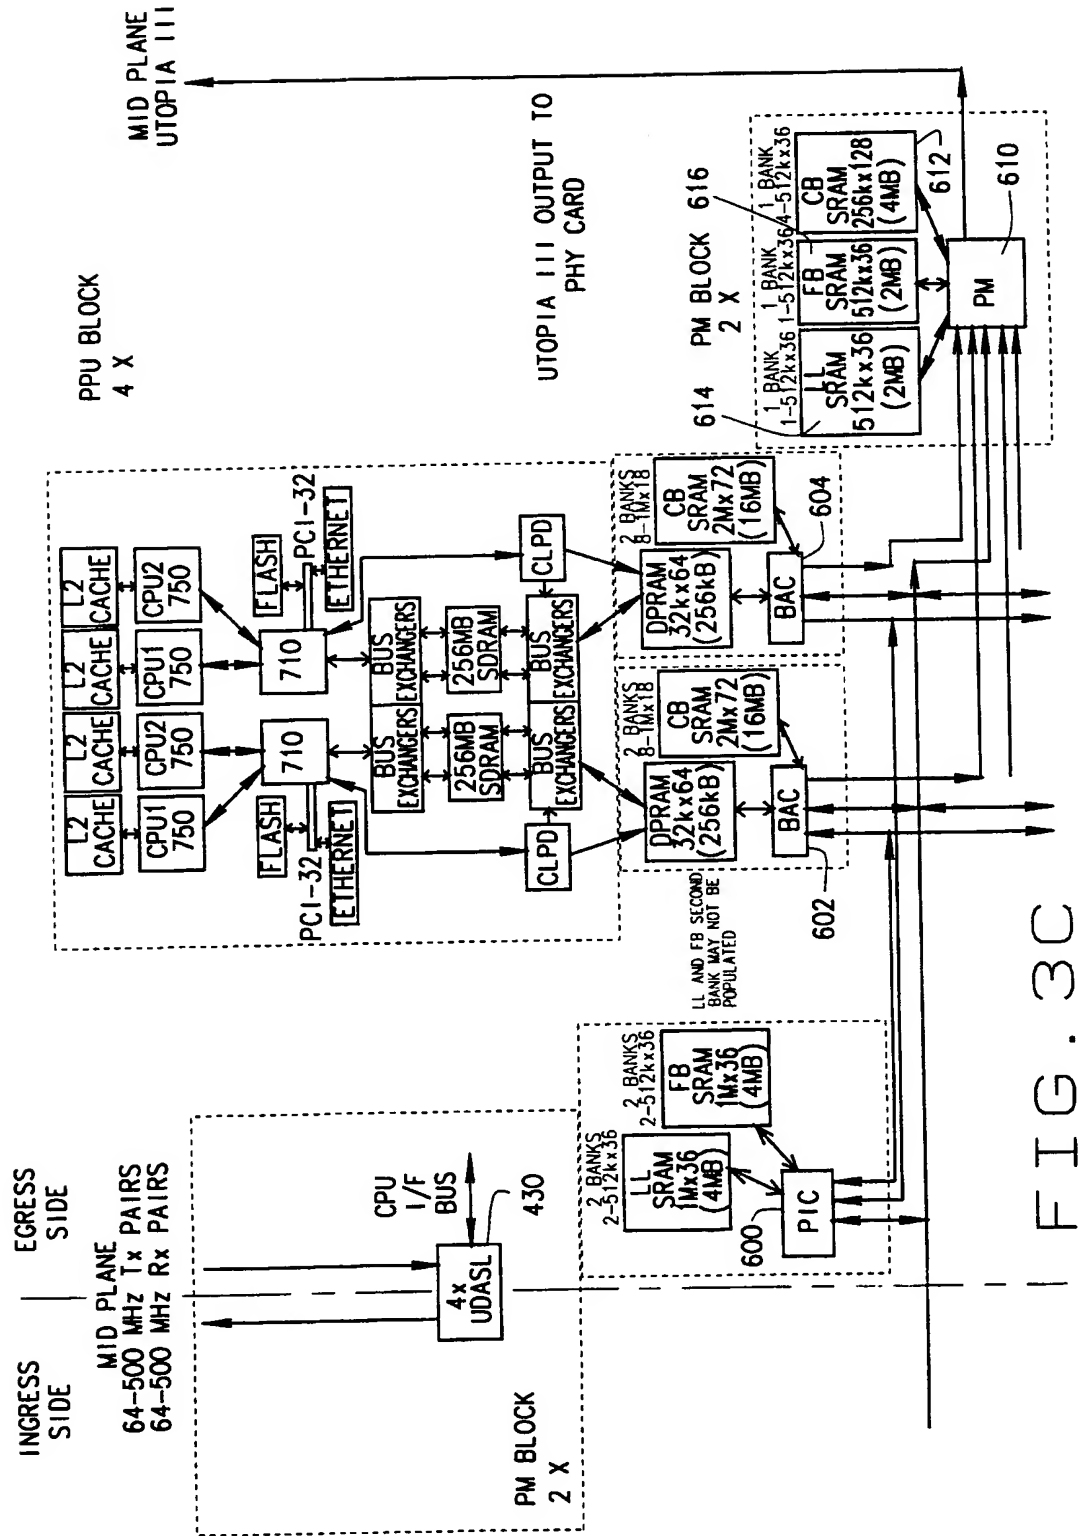 INGRESS
SIDE
EGRESS
SIDE
MID PLANE
64-500 MHz Tx PAIRS
64-500 MHz Rx PAIRS
PM BLOCK
2 X
4x
UDASL
CPU
I/F
BUS
430
PPU BLOCK
4 X
MID PLANE
UTOPIA III
L2
CACHE
L2
CACHE
L2
CACHE
L2
CACHE
CPU1
750
CPU2
750
CPU1
750
CPU2
750
FLASH
PCI-32
ETHERNET
710
710
FLASH
PCI-32
ETHERNET
BUS
EXCHANGERS
BUS
EXCHANGERS
256MB
SDRAM
256MB
SDRAM
CLPD
BUS
EXCHANGERS
BUS
EXCHANGERS
CLPD
UTOPIA III OUTPUT TO
PHY CARD
2 BANKS
2-512kx36
LL
SRAM
1Mx36
(4MB)
2 BANKS
2-512kx36
FB
SRAM
1Mx36
(4MB)
600
PIC
LL AND FB SECOND
BANK MAY NOT BE
POPULATED
DPRAM
32kx64
(256kB)
2 BANKS
8-1Mx18
CB
SRAM
2Mx72
(16MB)
BAC
602
DPRAM
32kx64
(256kB)
2 BANKS
8-1Mx18
CB
SRAM
2Mx72
(16MB)
BAC
604
PM BLOCK
2 X
614
616
1 BANK
1-512kx36
LL
SRAM
512kx36
(2MB)
1 BANK
1-512kx36
FB
SRAM
512kx36
(2MB)
1 BANK
4-512kx36
CB
SRAM
256kx128
(4MB)
612
PM
610
FIG. 3C